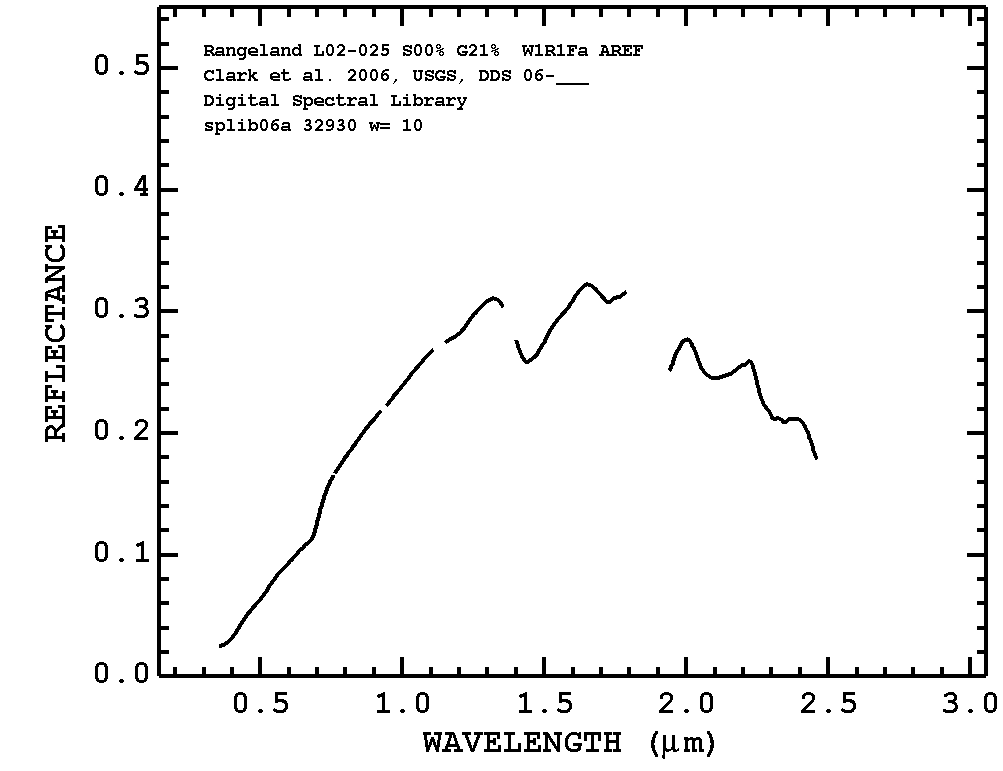 Rangeland L02-025 S00% G21%  W1R1Fa AREF
Clark et al. 2006, USGS, DDS 06-___
Digital Spectral Library
splib06a 32930 w= 10
REFLECTANCE
0.5
0.4
0.3
0.2
0.1
0.0
0.5 1.0 1.5 2.0 2.5 3.0
WAVELENGTH (μm)